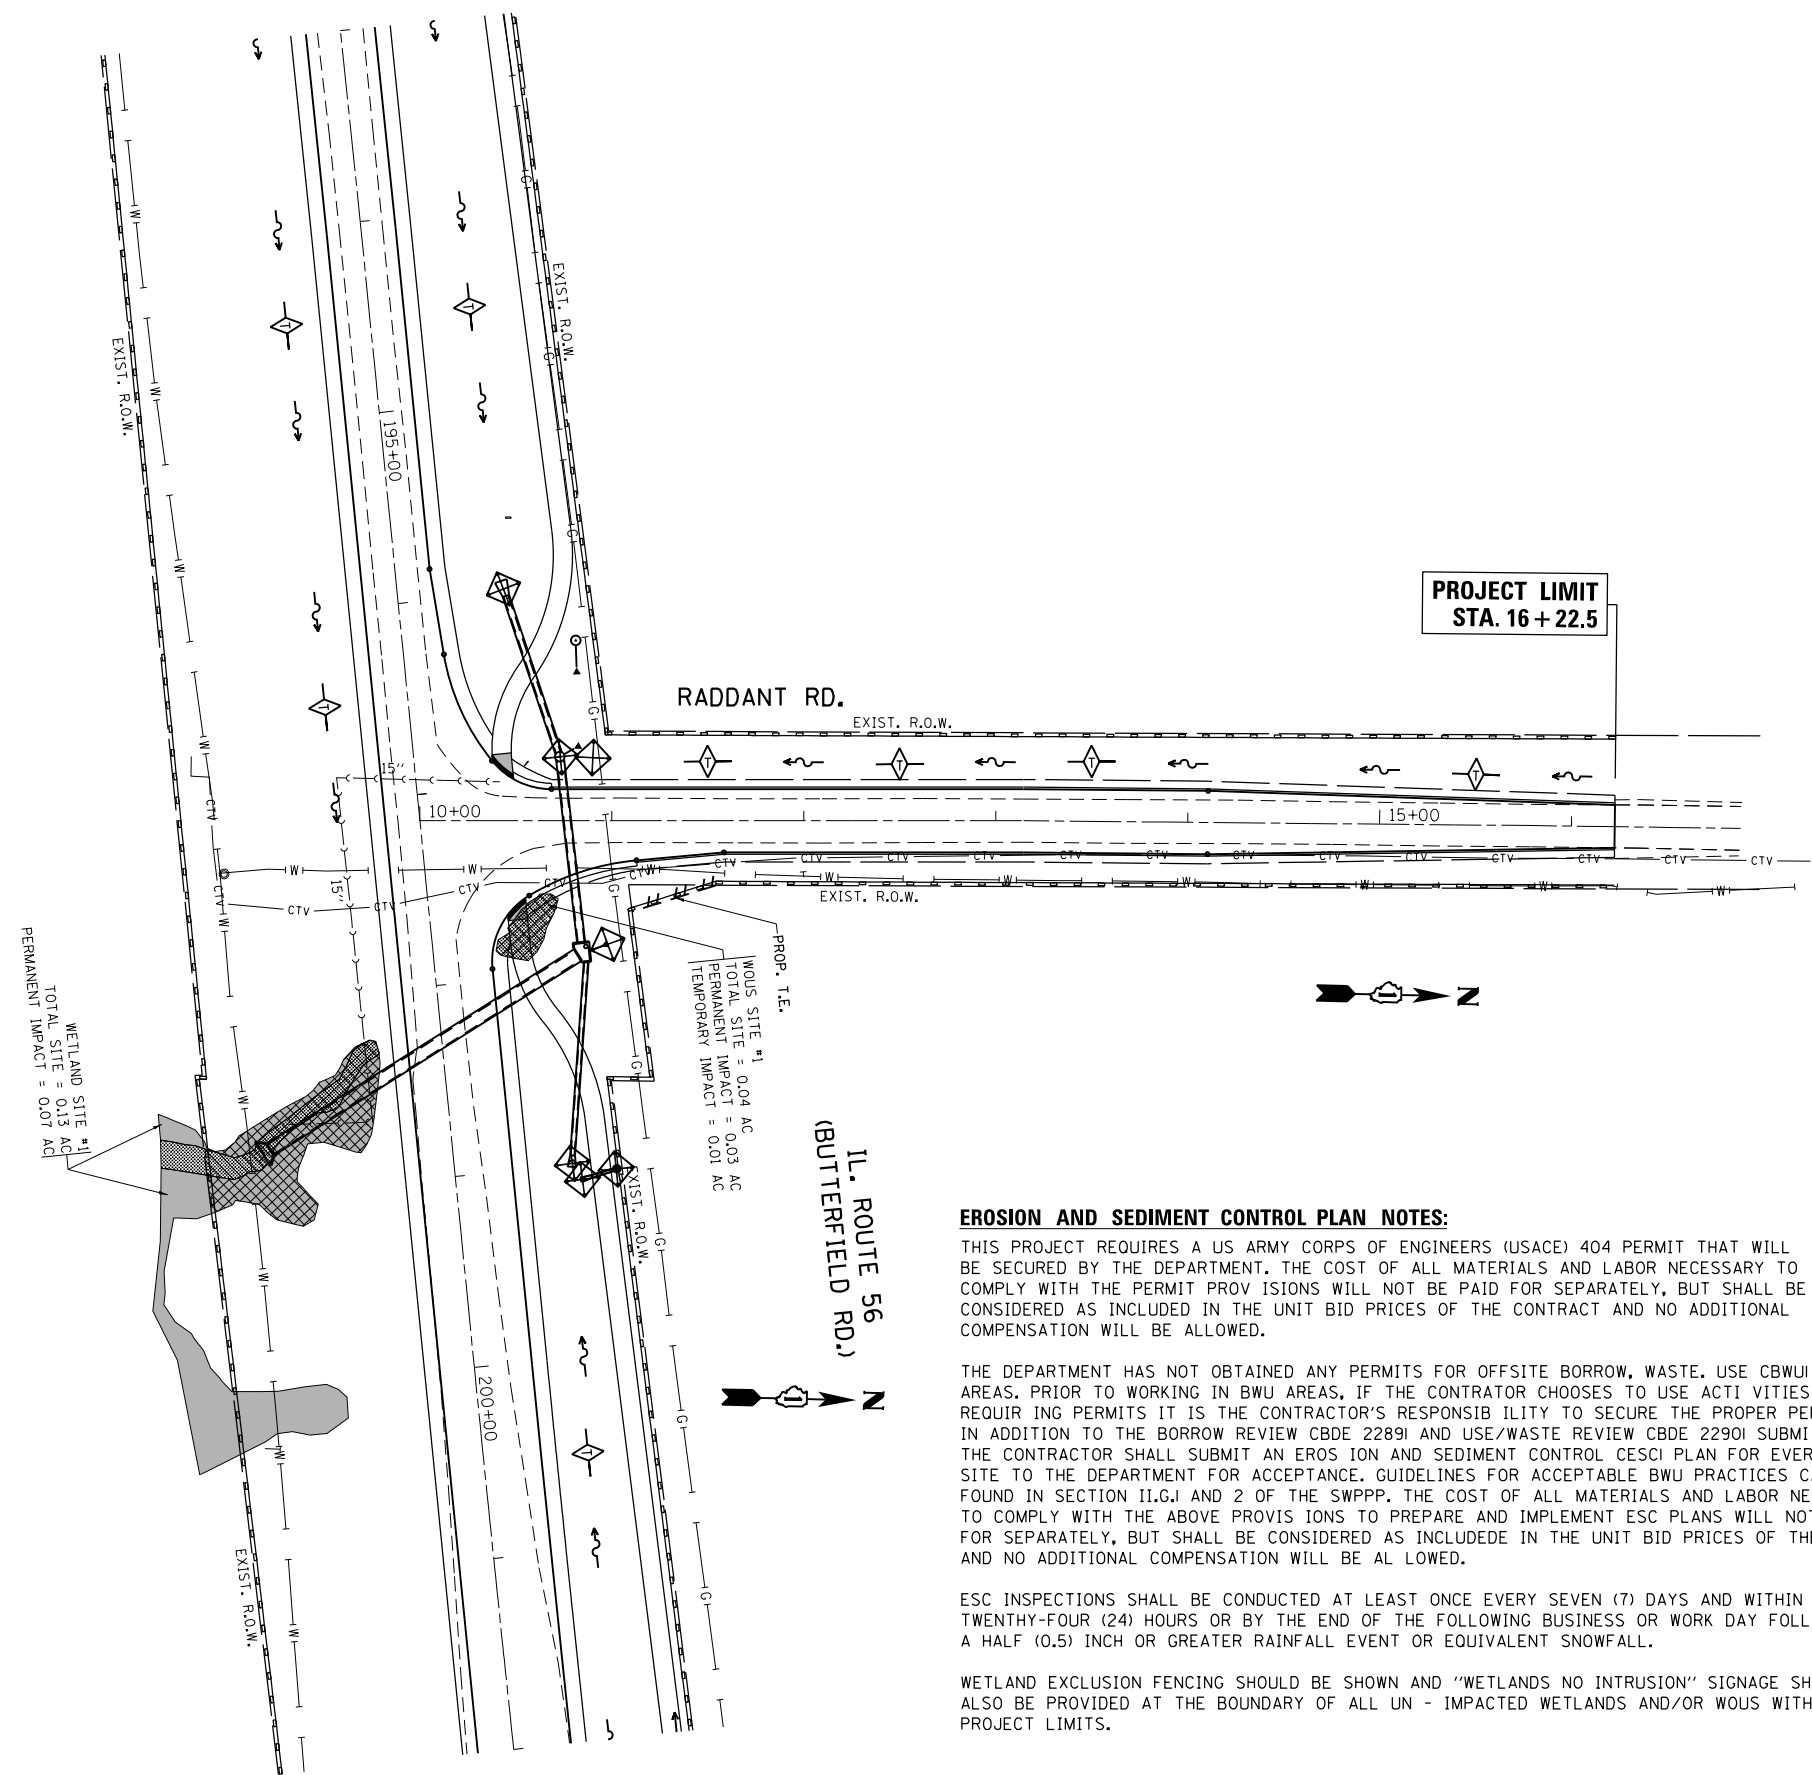 EXIST. R.O.W.
EXIST. R.O.W.
195+00
PROJECT LIMIT
STA. 16+22.5
RADDANT RD.
EXIST. R.O.W.
15"
10+00
15+00
15"
CTV
CTV
CTV
CTV
CTV
CTV
CTV
CTV
CTV
CTV
CTV
CTV
CTV
EXIST. R.O.W.
PROP. T.E.
WOUS SITE #1
TOTAL SITE = 0.04 AC
PERMANENT IMPACT = 0.03 AC
TEMPORARY IMPACT = 0.01 AC
N
WETLAND SITE #1
TOTAL SITE = 0.13 AC
PERMANENT IMPACT = 0.07 AC
EXIST. R.O.W.
IL. ROUTE 56
(BUTTERFIELD RD.)
N
200+00
EXIST. R.O.W.
EROSION AND SEDIMENT CONTROL PLAN NOTES:
THIS PROJECT REQUIRES A US ARMY CORPS OF ENGINEERS (USACE) 404 PERMIT THAT WILL
BE SECURED BY THE DEPARTMENT. THE COST OF ALL MATERIALS AND LABOR NECESSARY TO
COMPLY WITH THE PERMIT PROV ISIONS WILL NOT BE PAID FOR SEPARATELY, BUT SHALL BE
CONSIDERED AS INCLUDED IN THE UNIT BID PRICES OF THE CONTRACT AND NO ADDITIONAL
COMPENSATION WILL BE ALLOWED.
THE DEPARTMENT HAS NOT OBTAINED ANY PERMITS FOR OFFSITE BORROW, WASTE. USE CBWUI
AREAS. PRIOR TO WORKING IN BWU AREAS, IF THE CONTRATOR CHOOSES TO USE ACTI VITIES
REQUIR ING PERMITS IT IS THE CONTRACTOR'S RESPONSIB ILITY TO SECURE THE PROPER
IN ADDITION TO THE BORROW REVIEW CBDE 2289I AND USE/WASTE REVIEW CBDE 2290I
THE CONTRACTOR SHALL SUBMIT AN EROS ION AND SEDIMENT CONTROL CESCI PLAN FOR
SITE TO THE DEPARTMENT FOR ACCEPTANCE. GUIDELINES FOR ACCEPTABLE BWU PRACTICES
FOUND IN SECTION II.G.I AND 2 OF THE SWPPP. THE COST OF ALL MATERIALS AND LABOR
TO COMPLY WITH THE ABOVE PROVIS IONS TO PREPARE AND IMPLEMENT ESC PLANS WILL
FOR SEPARATELY, BUT SHALL BE CONSIDERED AS INCLUDEDE IN THE UNIT BID PRICES OF
AND NO ADDITIONAL COMPENSATION WILL BE AL LOWED.
ESC INSPECTIONS SHALL BE CONDUCTED AT LEAST ONCE EVERY SEVEN (7) DAYS AND WITHIN
TWENTHY-FOUR (24) HOURS OR BY THE END OF THE FOLLOWING BUSINESS OR WORK DAY
A HALF (0.5) INCH OR GREATER RAINFALL EVENT OR EQUIVALENT SNOWFALL.
WETLAND EXCLUSION FENCING SHOULD BE SHOWN AND "WETLANDS NO INTRUSION" SIGNAGE
ALSO BE PROVIDED AT THE BOUNDARY OF ALL UN - IMPACTED WETLANDS AND/OR WOUS
PROJECT LIMITS.